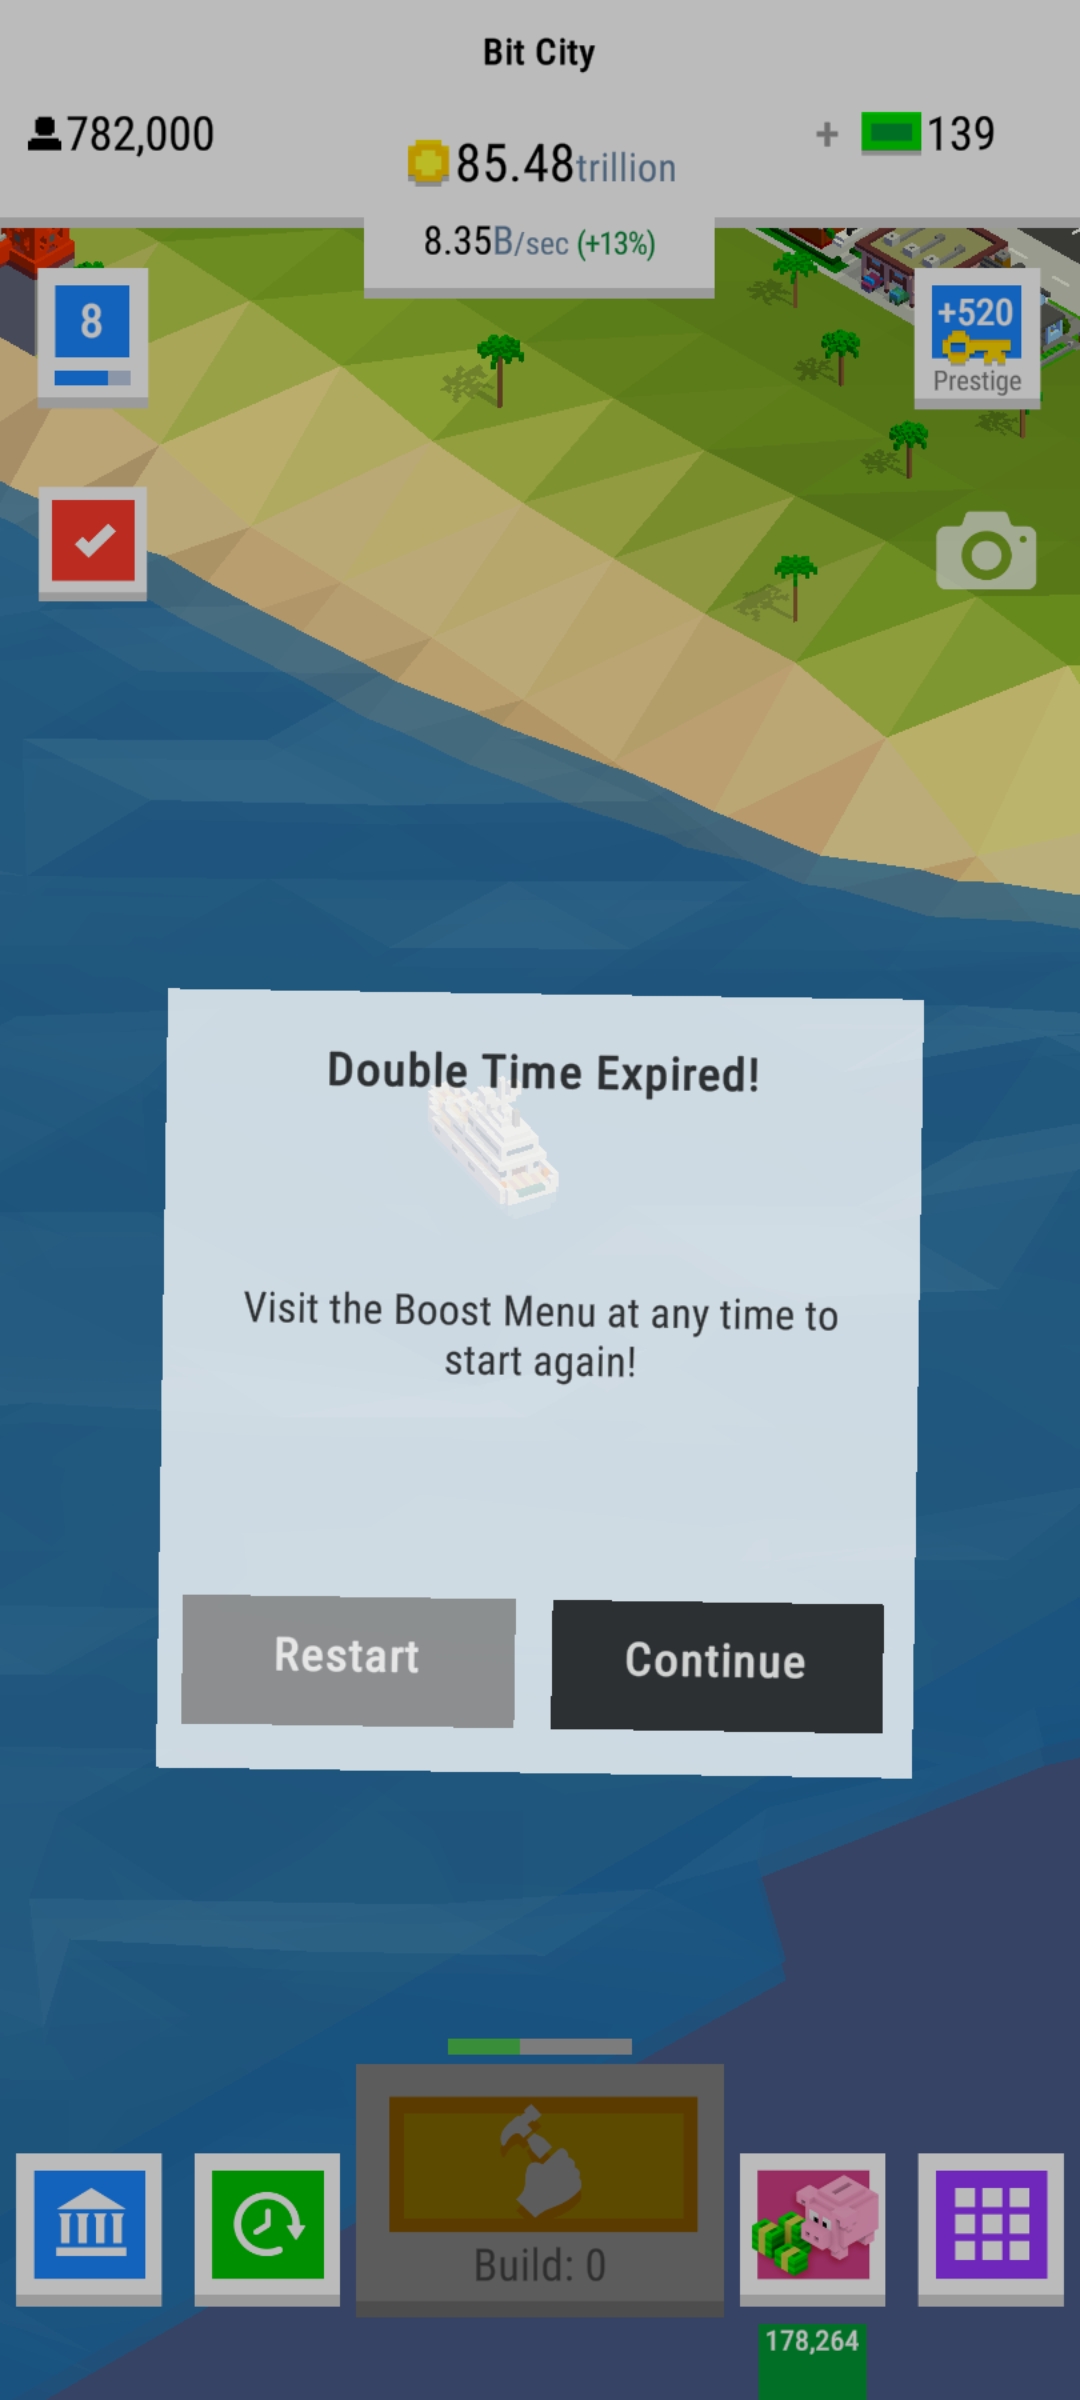 Bit City
782,000
85.48trillion
+ 139
8.35B/sec (+13%)
8
+520
Prestige
Double Time Expired!
Visit the Boost Menu at any time to
start again!
Restart
Continue
Build: 0
178,264